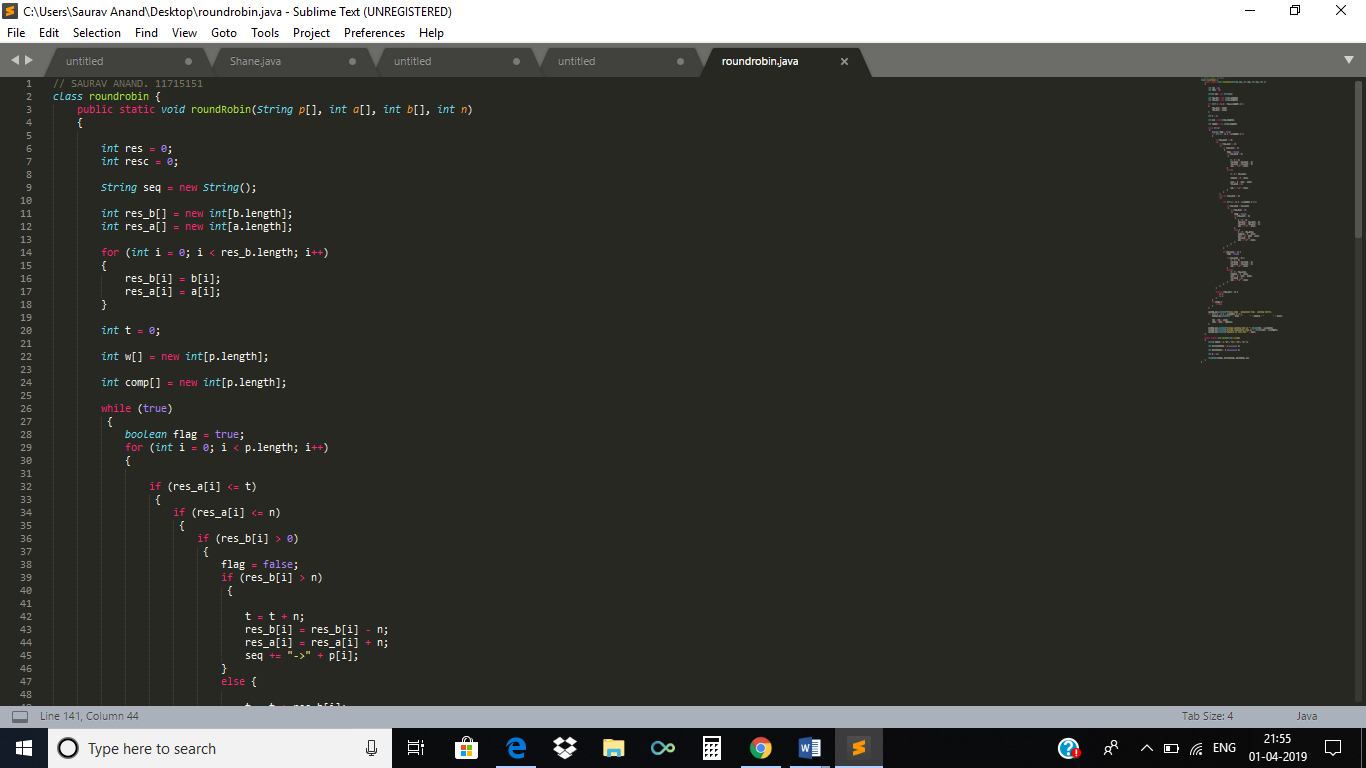 C:\Users\Saurav Anand\Desktop\roundrobin.java - Sublime Text (UNREGISTERED)
File Edit Selection Find View Goto Tools Project Preferences Help
untitled Shane.java untitled untitled roundrobin.java
1 // SAURAV ANAND. 11715151
2 class roundrobin {
3 public static void roundRobin(String p[], int a[], int b[], int n)
4 {
5
6 int res = 0;
7 int resc = 0;
8
9 String seq = new String();
10
11 int res_b[] = new int[b.length];
12 int res_a[] = new int[a.length];
13
14 for (int i = 0; i < res_b.length; i++)
15 {
16 res_b[i] = b[i];
17 res_a[i] = a[i];
18 }
19
20 int t = 0;
21
22 int w[] = new int[p.length];
23
24 int comp[] = new int[p.length];
25
26 while (true)
27 {
28 boolean flag = true;
29 for (int i = 0; i < p.length; i++)
30 {
31
32 if (res_a[i] <= t)
33 {
34 if (res_a[i] <= n)
35 {
36 if (res_b[i] > 0)
37 {
38 flag = false;
39 if (res_b[i] > n)
40 {
41
42 t = t + n;
43 res_b[i] = res_b[i] - n;
44 res_a[i] = res_a[i] + n;
45 seq += "->" + p[i];
46 }
47 else {
48
Line 141, Column 44 Tab Size: 4 Java
Type here to search ENG 21:55
01-04-2019